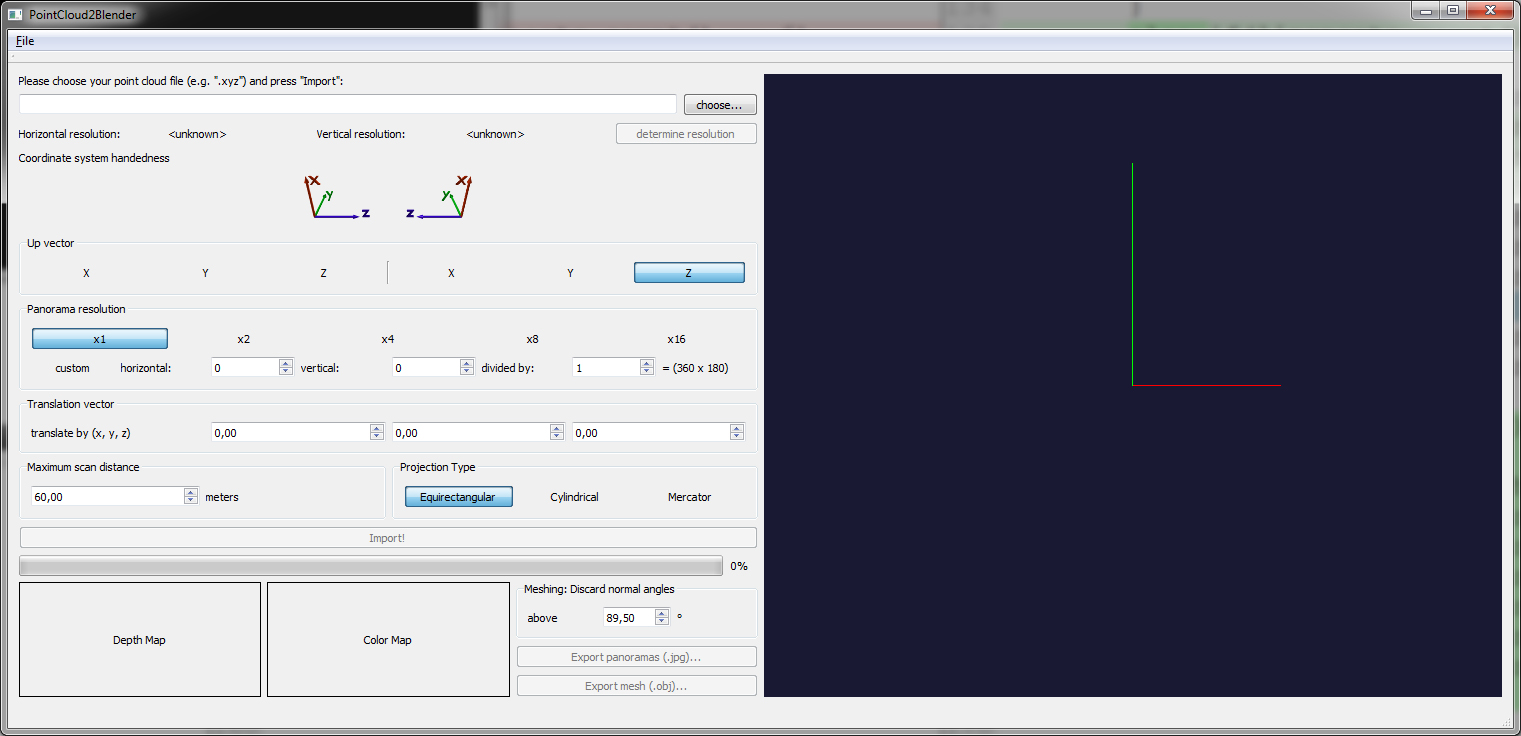 PointCloud2Blender
File
Please choose your point cloud file (e.g. ".xyz") and press "Import":
choose...
Horizontal resolution: <unknown> Vertical resolution: <unknown> determine resolution
Coordinate system handedness
X X
y y
z z
Up vector
X Y Z X Y Z
Panorama resolution
x1 x2 x4 x8 x16
custom horizontal: 0 vertical: 0 divided by: 1 = (360 x 180)
Translation vector
translate by (x, y, z) 0,00 0,00 0,00
Maximum scan distance Projection Type
60,00 meters Equirectangular Cylindrical Mercator
Import!
0%
Meshing: Discard normal angles
above 89,50 °
Depth Map Color Map
Export panoramas (.jpg)...
Export mesh (.obj)...